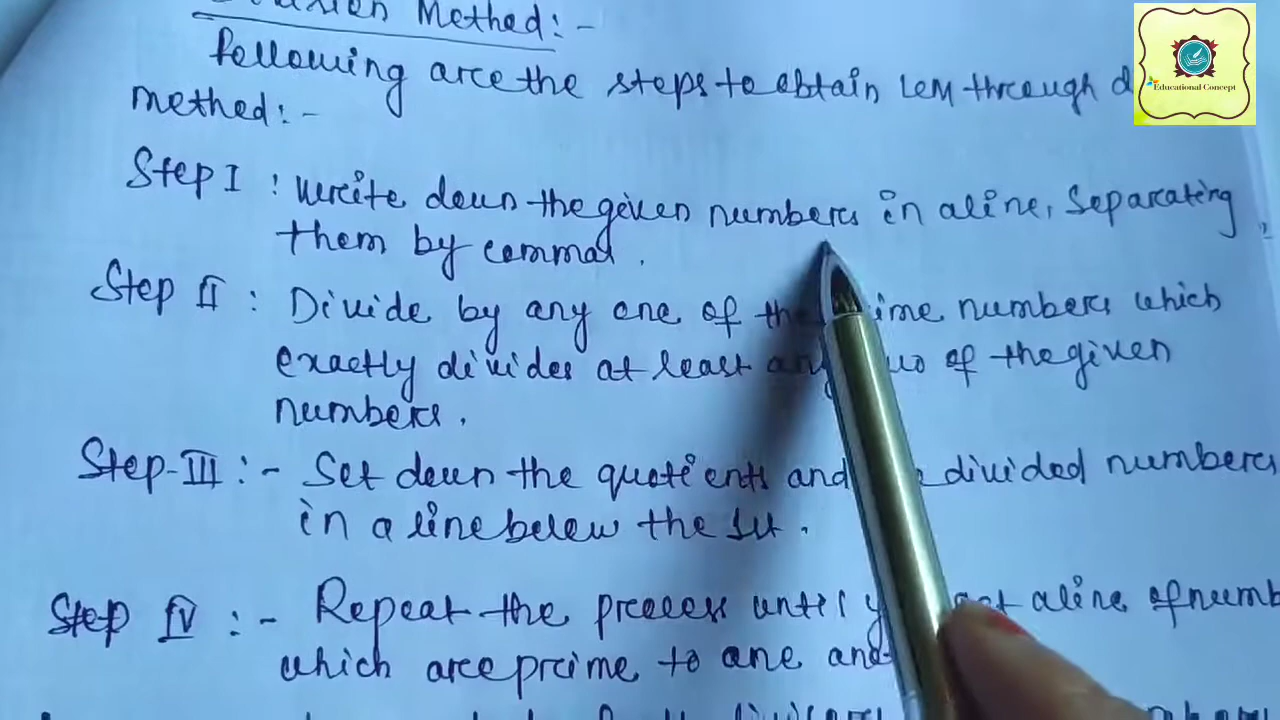 Method:-
Following are the steps to obtain LCM through
method:-
Educational Concept
Step I : Write down the given numbers in a line, separating
them by commas.
Step II : Divide by any one of the prime numbers which
exactly divides at least any two of the given
numbers.
Step-III :- Set down the quotients and divided numbers
in a line below the 1st.
Step IV :- Repeat the process until a line of
which are prime to one